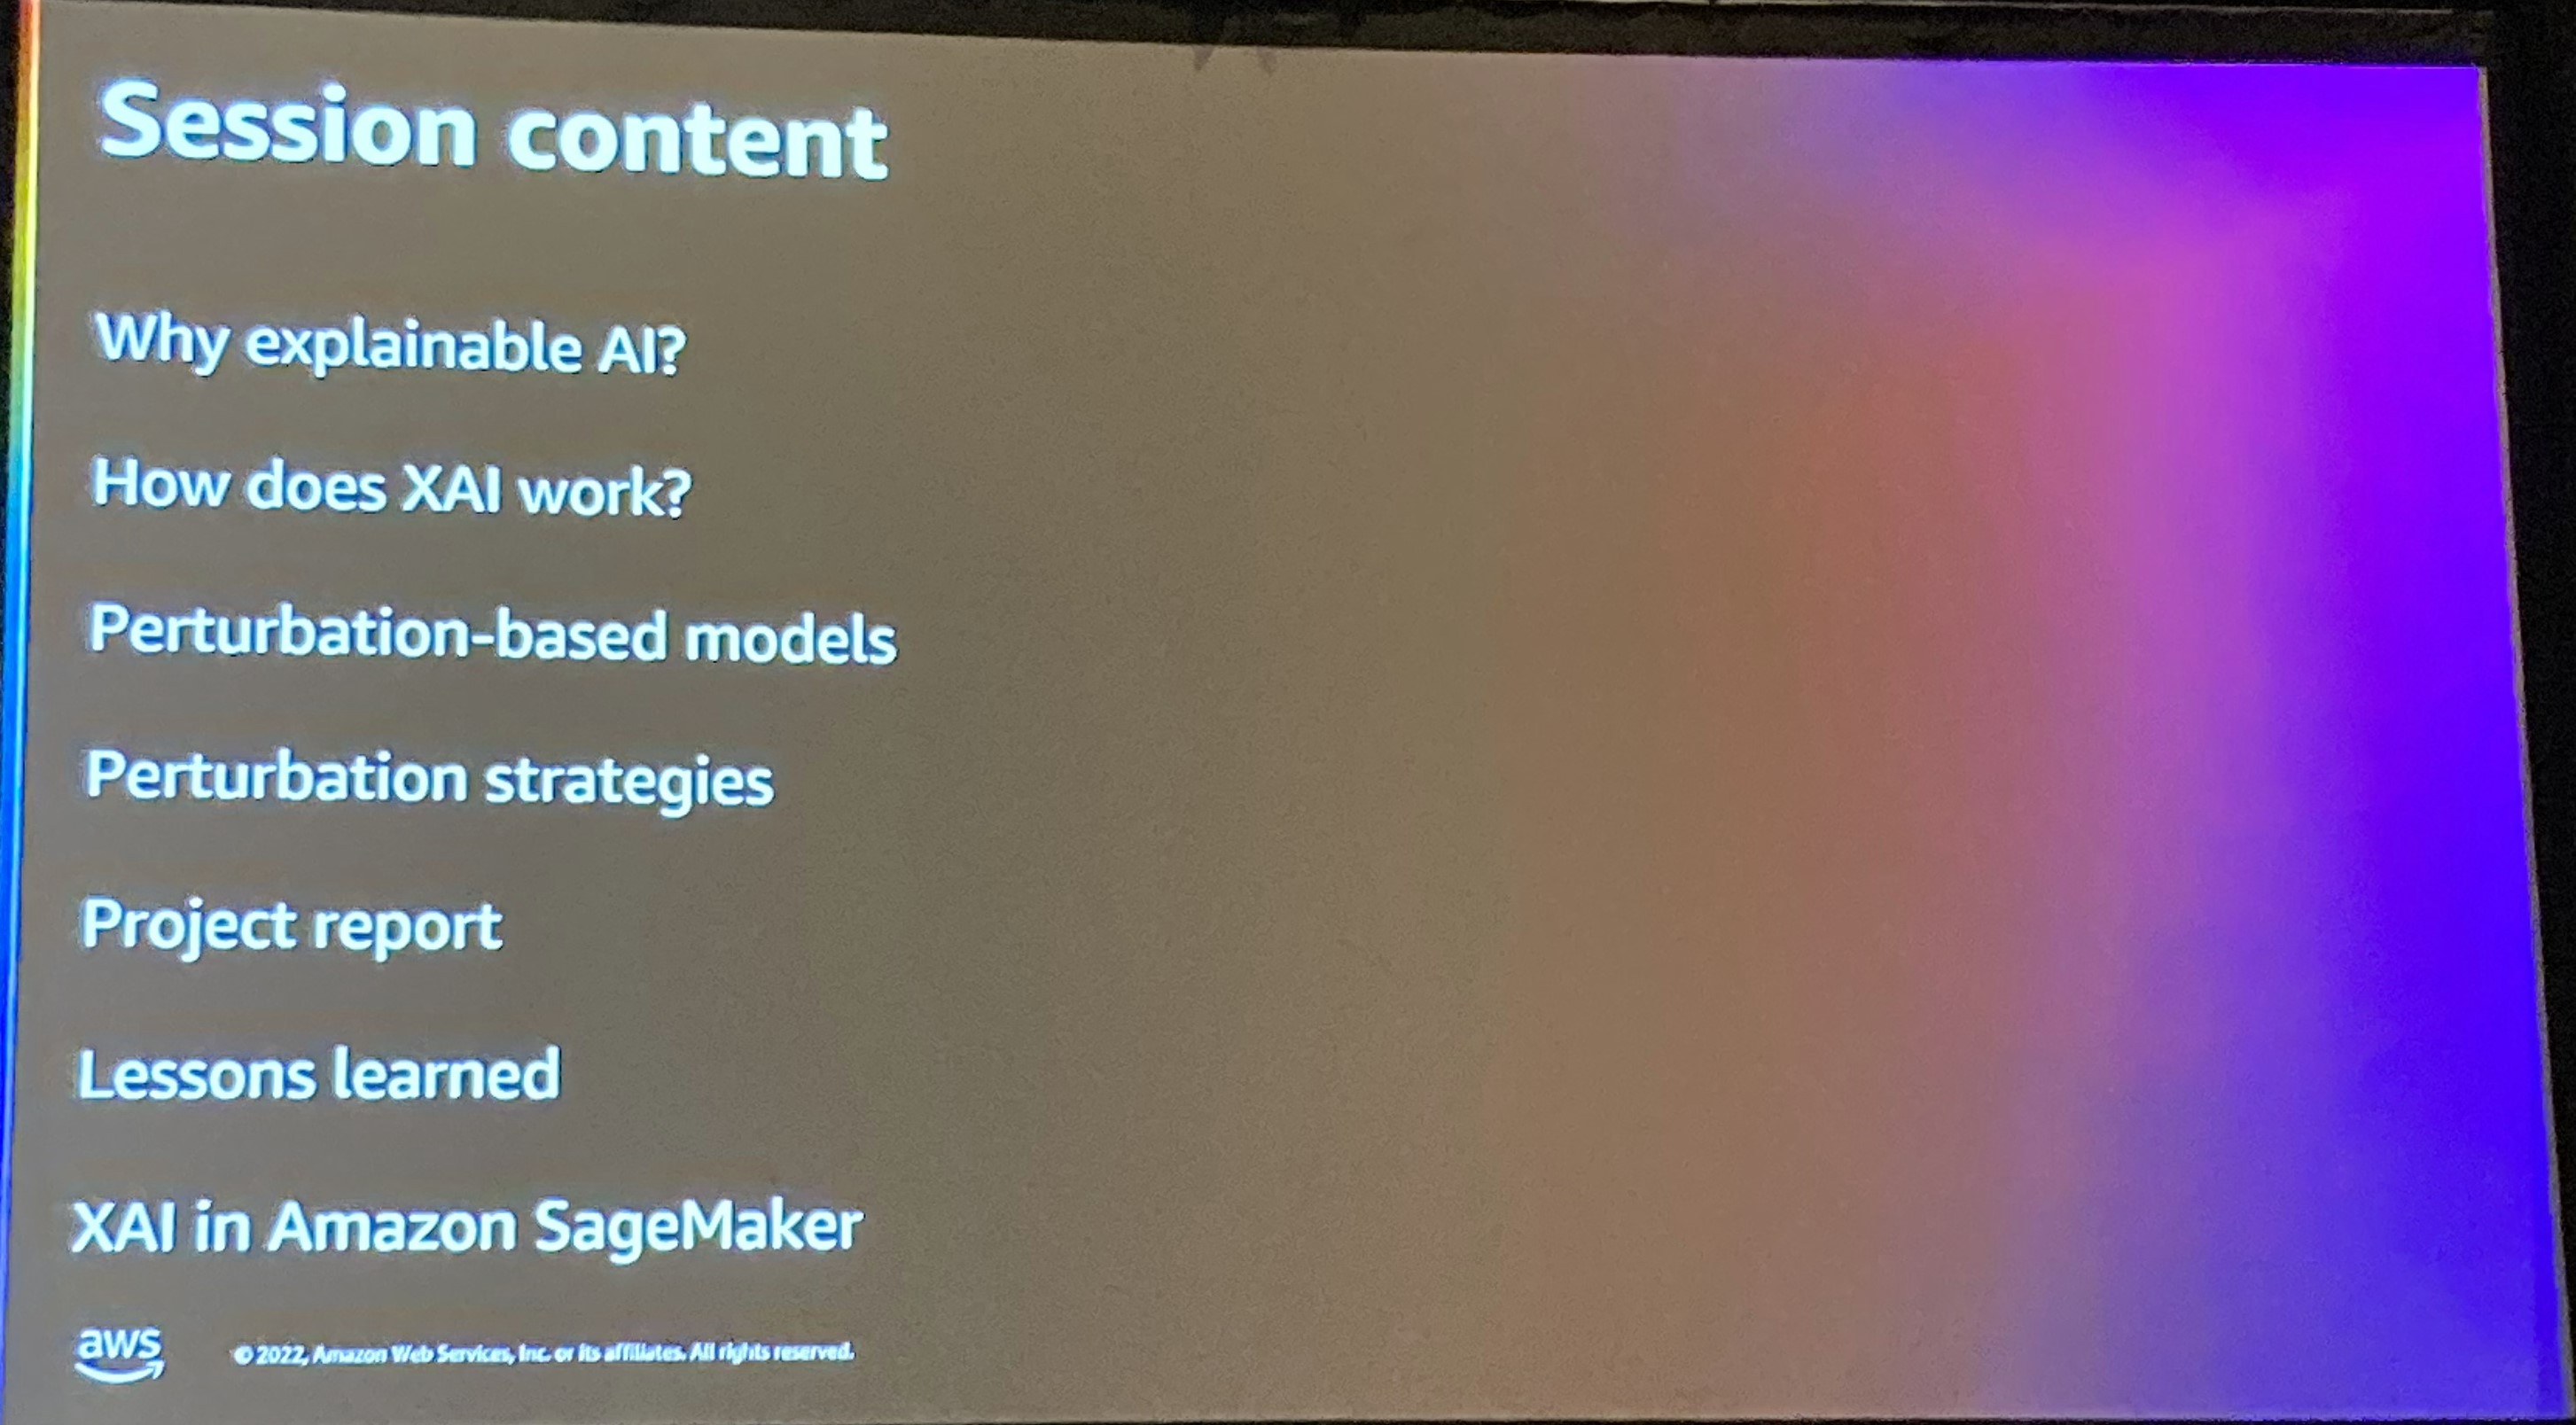 Session content
Why explainable AI?
How does XAI work?
Perturbation-based models
Perturbation strategies
Project report
Lessons learned
XAI in Amazon SageMaker
aws
© 2022, Amazon Web Services, Inc. or its affiliates. All rights reserved.